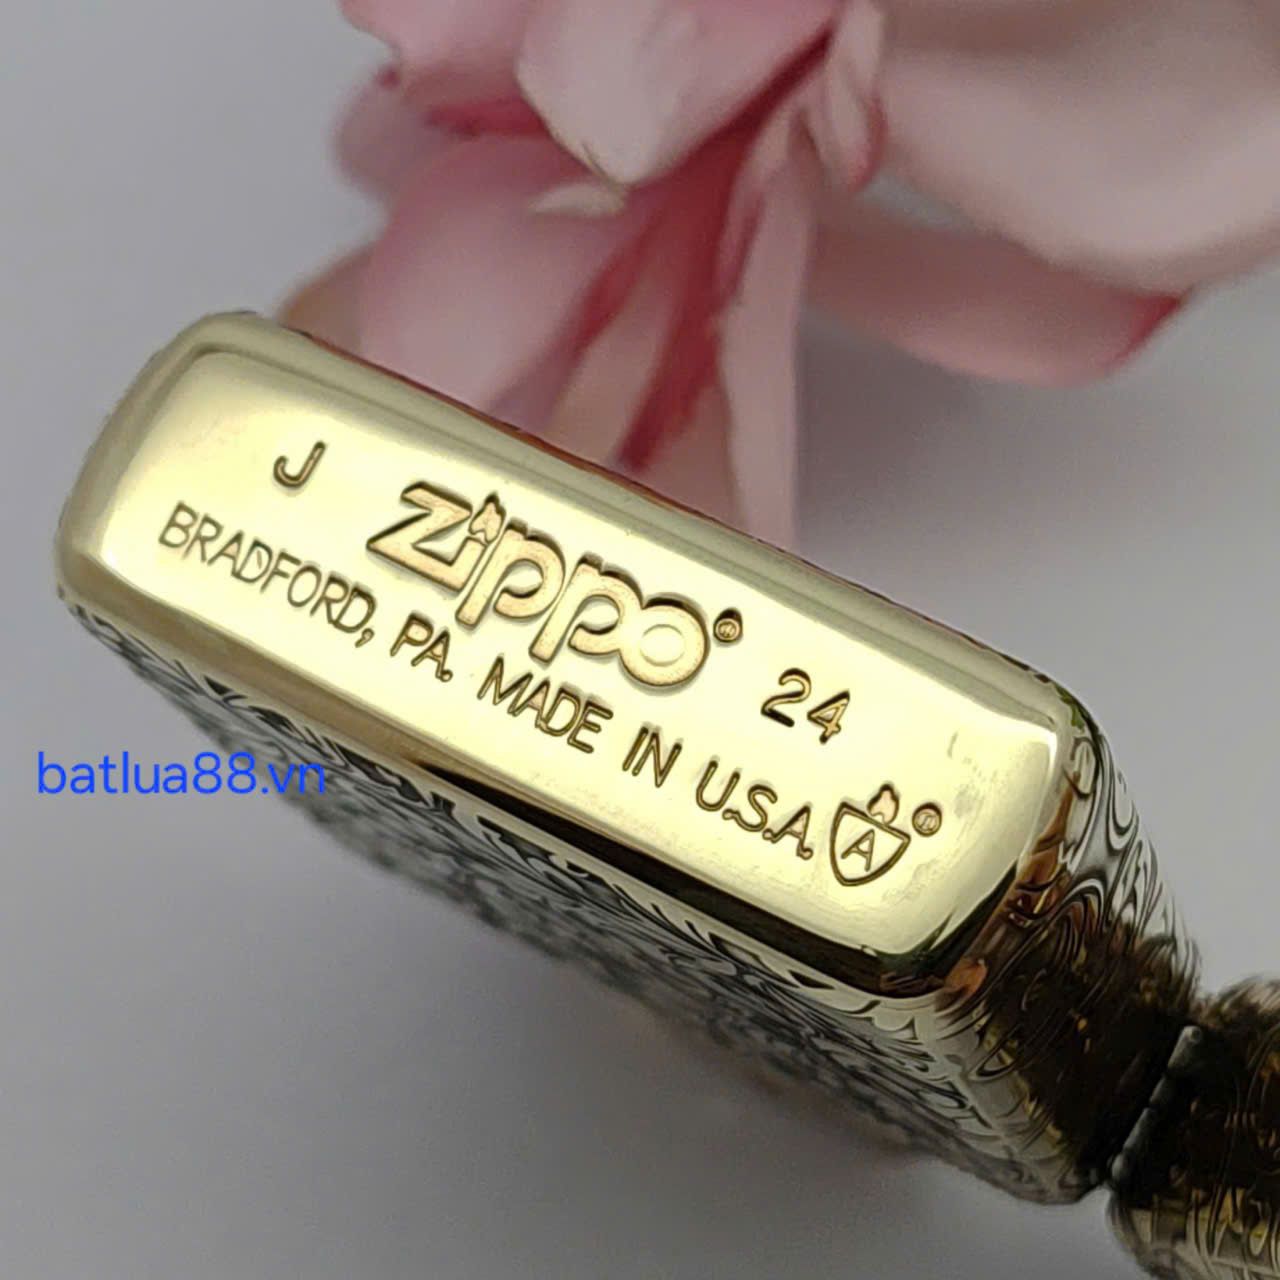 J zippo ® 24
BRADFORD, PA. MADE IN U.S.A. A ®
batlua88.vn